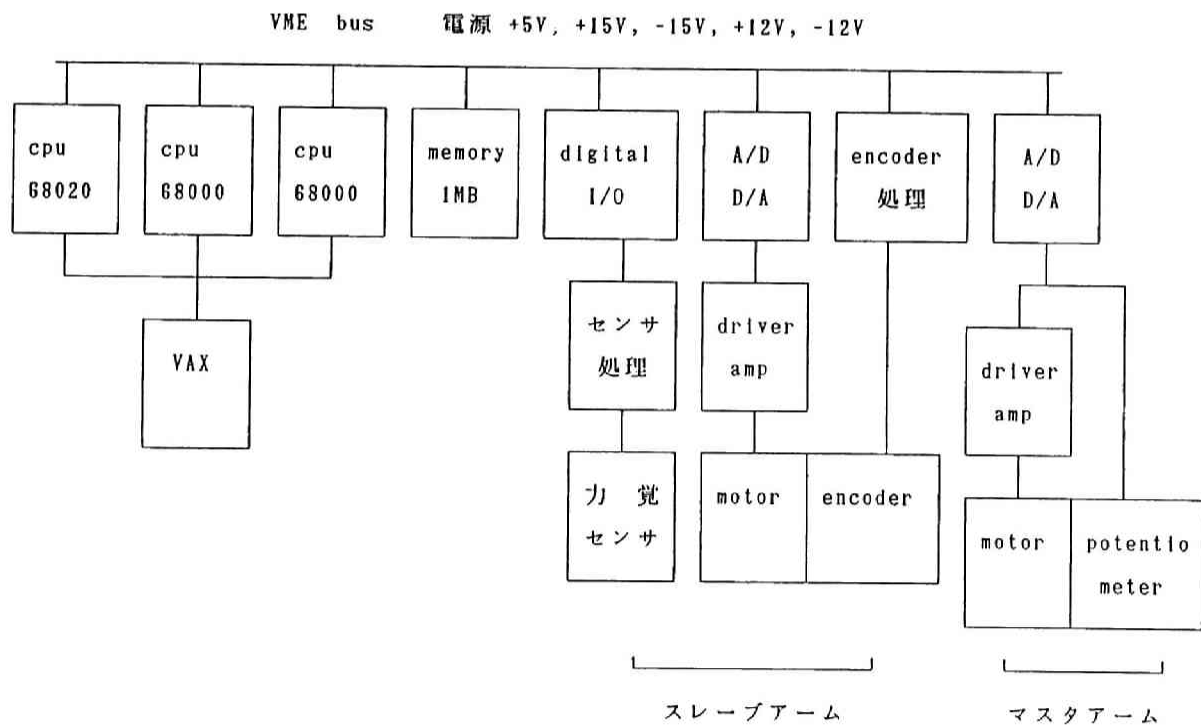 VME bus 電源 +5V, +15V, -15V, +12V, -12V
cpu
68020
cpu
68000
cpu
68000
memory
1MB
digital
I/O
A/D
D/A
encoder
処理
A/D
D/A
VAX
センサ
処理
driver
amp
driver
amp
力覚
センサ
motor
encoder
motor
potentio
meter
スレーブアーム
マスタアーム